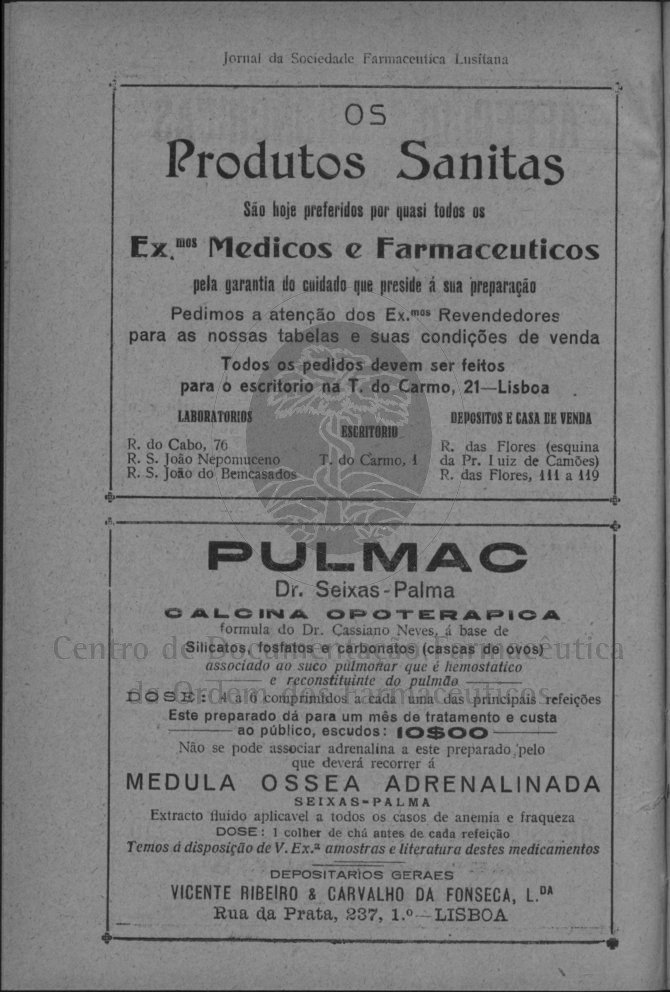 Jornal da Sociedade Farmaceutica Lusitana
OS
Produtos Sanitas
São hoje preferidos por quasi todos os
Ex.mos Medicos e Farmaceuticos
pela garantia do cuidado que preside á sua preparação
Pedimos a atenção dos Ex.mos Revendedores
para as nossas tabelas e suas condições de venda
Todos os pedidos devem ser feitos
para o escritorio na T. do Carmo, 21—Lisboa
LABORATORIOS
R. do Cabo, 76
R. S. João Nepomuceno
R. S. João do Bemcasados
ESCRITORIO
T. do Carmo, 1
DEPOSITOS E CASA DE VENDA
R. das Flores (esquina
da Pr. Luiz de Camões)
R. das Flores, 111 a 119
PULMAC
Dr. Seixas-Palma
CALCINA OPOTERAPICA
formula do Dr. Cassiano Neves, á base de
Silicatos, fosfatos e carbonatos (cascas de ovos)
associado ao suco pulmonar que é hemostatico
e reconstituinte do pulmão
DOSE: 4 a 6 comprimidos a cada uma das principais refeições
Este preparado dá para um mês de tratamento e custa
ao público, escudos: 10$00
Não se pode associar adrenalina a este preparado, pelo
que deverá recorrer á
MEDULA OSSEA ADRENALINADA
SEIXAS-PALMA
Extracto fluido aplicavel a todos os casos de anemia e fraqueza
DOSE: 1 colher de chá antes de cada refeição
Temos á disposição de V. Ex.ª amostras e literatura destes medicamentos
DEPOSITARIOS GERAES
VICENTE RIBEIRO & CARVALHO DA FONSECA, L.DA
Rua da Prata, 237, 1.º—LISBOA
Centro de Documentação Farmacêutica
da Ordem dos Farmacêuticos